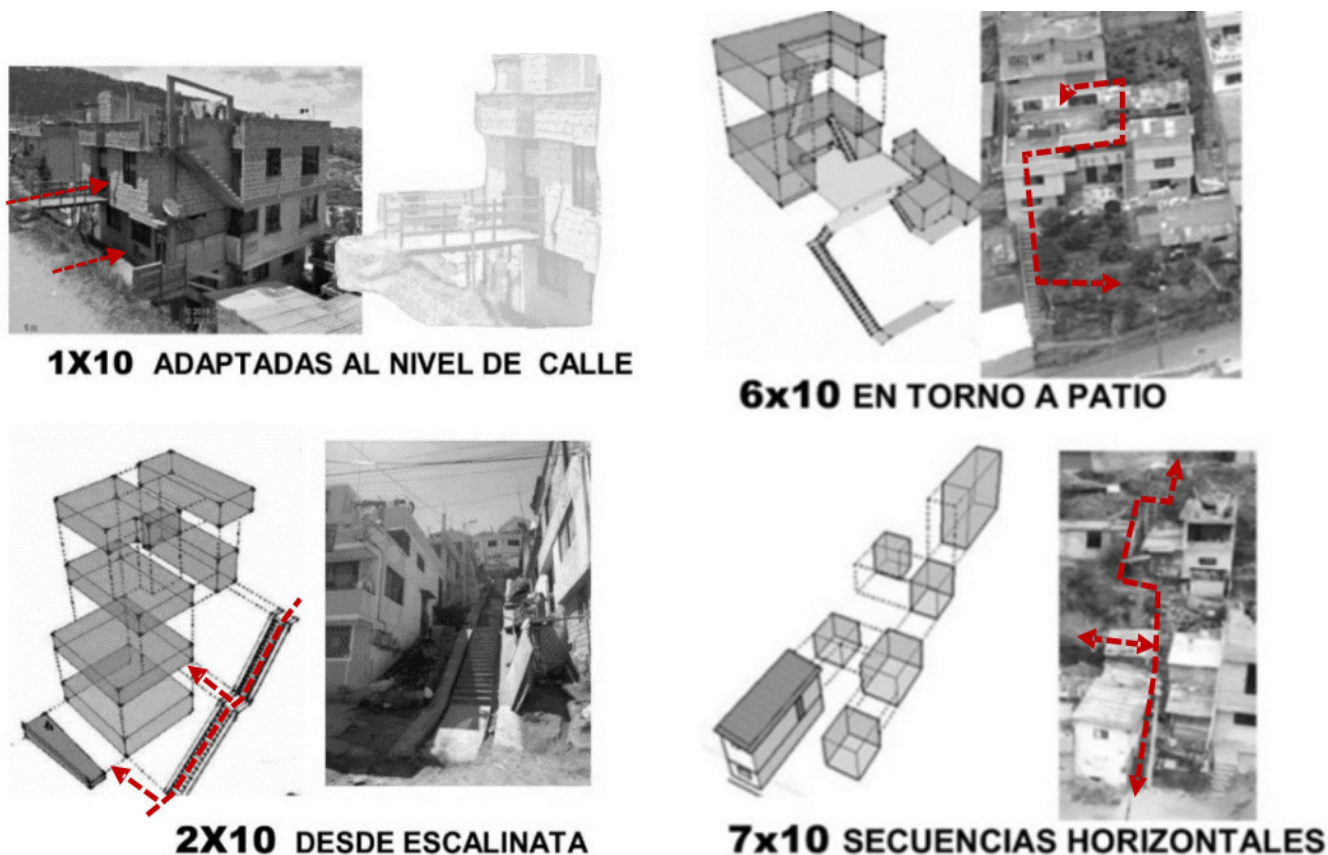 1X10 ADAPTADAS AL NIVEL DE CALLE
6x10 EN TORNO A PATIO
2X10 DESDE ESCALINATA
7x10 SECUENCIAS HORIZONTALES